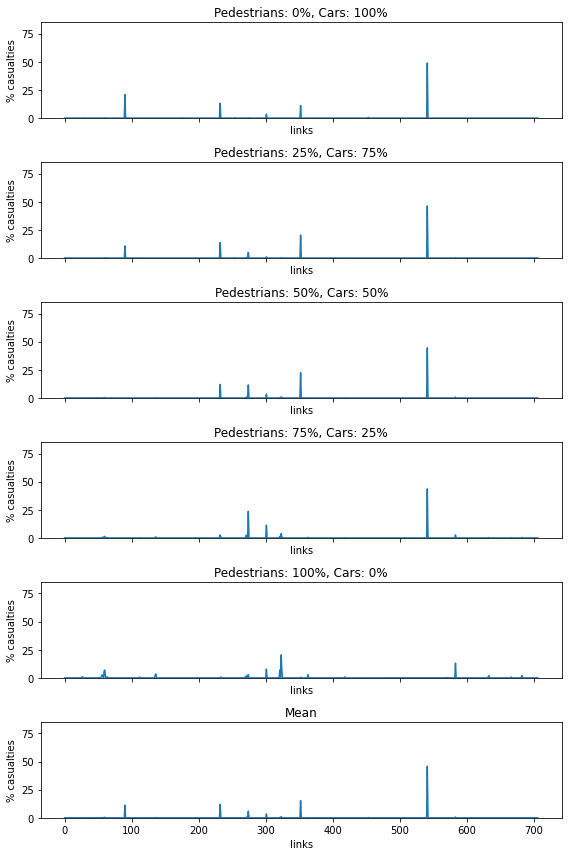 Pedestrians: 0%, Cars: 100%
75
50
25
0
% casualties
links
Pedestrians: 25%, Cars: 75%
75
50
25
0
% casualties
links
Pedestrians: 50%, Cars: 50%
75
50
25
0
% casualties
links
Pedestrians: 75%, Cars: 25%
75
50
25
0
% casualties
links
Pedestrians: 100%, Cars: 0%
75
50
25
0
% casualties
links
Mean
75
50
25
0
% casualties
0 100 200 300 400 500 600 700
links